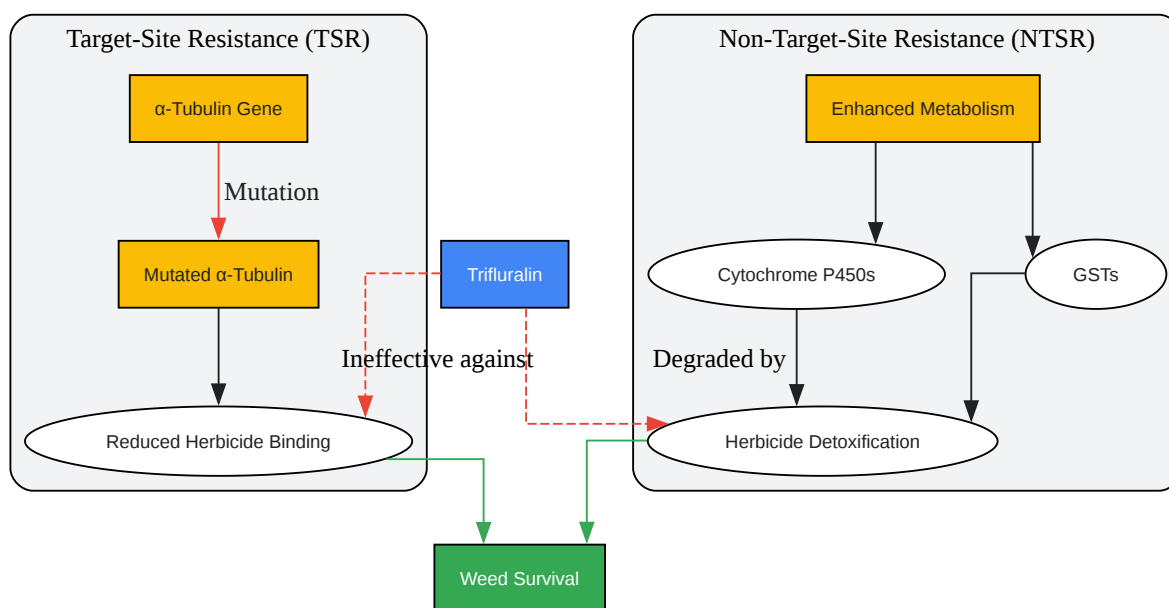 Target-Site Resistance (TSR)
Non-Target-Site Resistance (NTSR)
α-Tubulin Gene
Enhanced Metabolism
Mutation
Mutated α-Tubulin
Trifluralin
Cytochrome P450s
GSTs
Ineffective against
Degraded by
Reduced Herbicide Binding
Herbicide Detoxification
Weed Survival